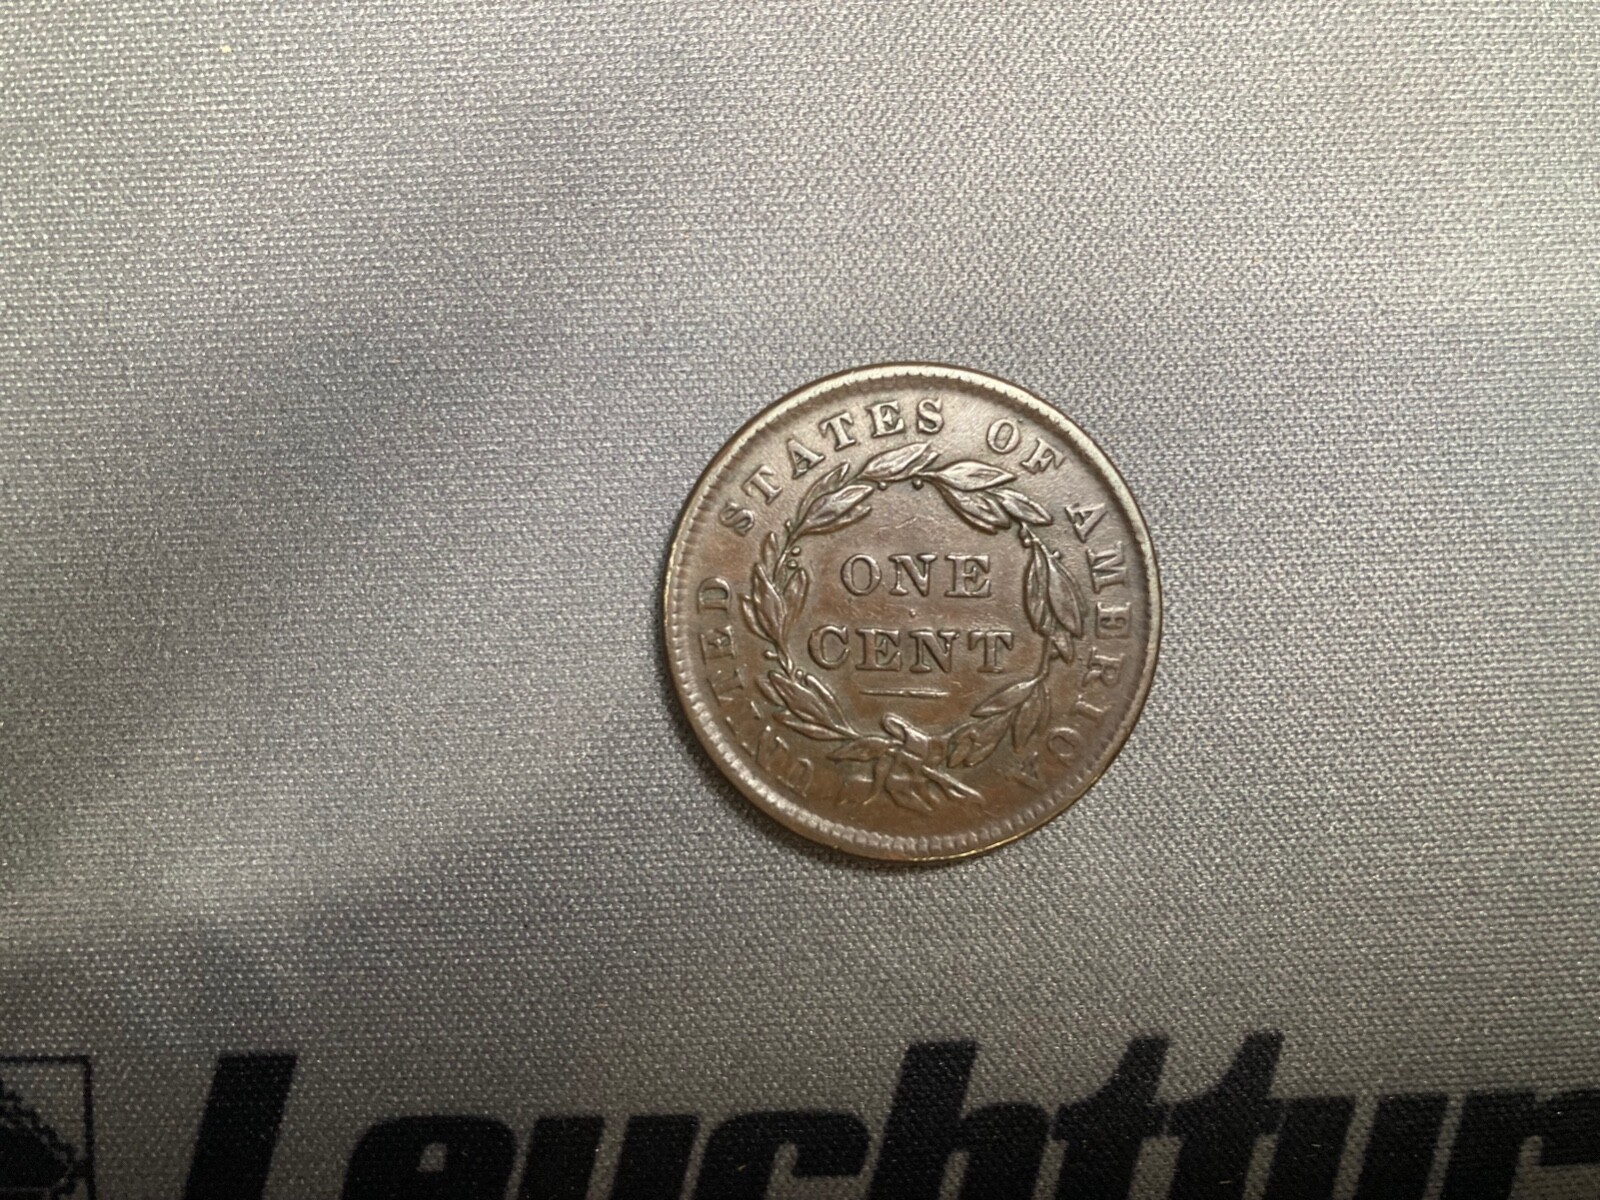 UNITED STATES OF AMERICA
ONE
CENT
Leuchttur